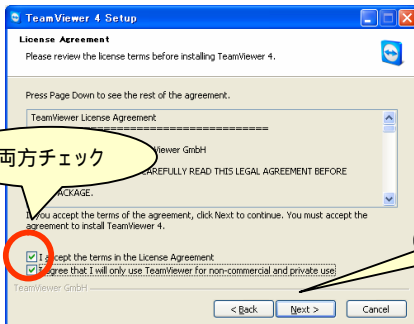 TeamViewer 4 Setup
License Agreement
Please review the license terms before installing TeamViewer 4.
Press Page Down to see the rest of the agreement.
TeamViewer License Agreement
==================================
Viewer GmbH
両方チェック
CAREFULLY READ THIS LEGAL AGREEMENT BEFORE
PACKAGE.
If you accept the terms of the agreement, click Next to continue. You must accept the
agreement to install TeamViewer 4.
I accept the terms in the License Agreement
I agree that I will only use TeamViewer for non-commercial and private use
TeamViewer GmbH
< Back
Next >
Cancel